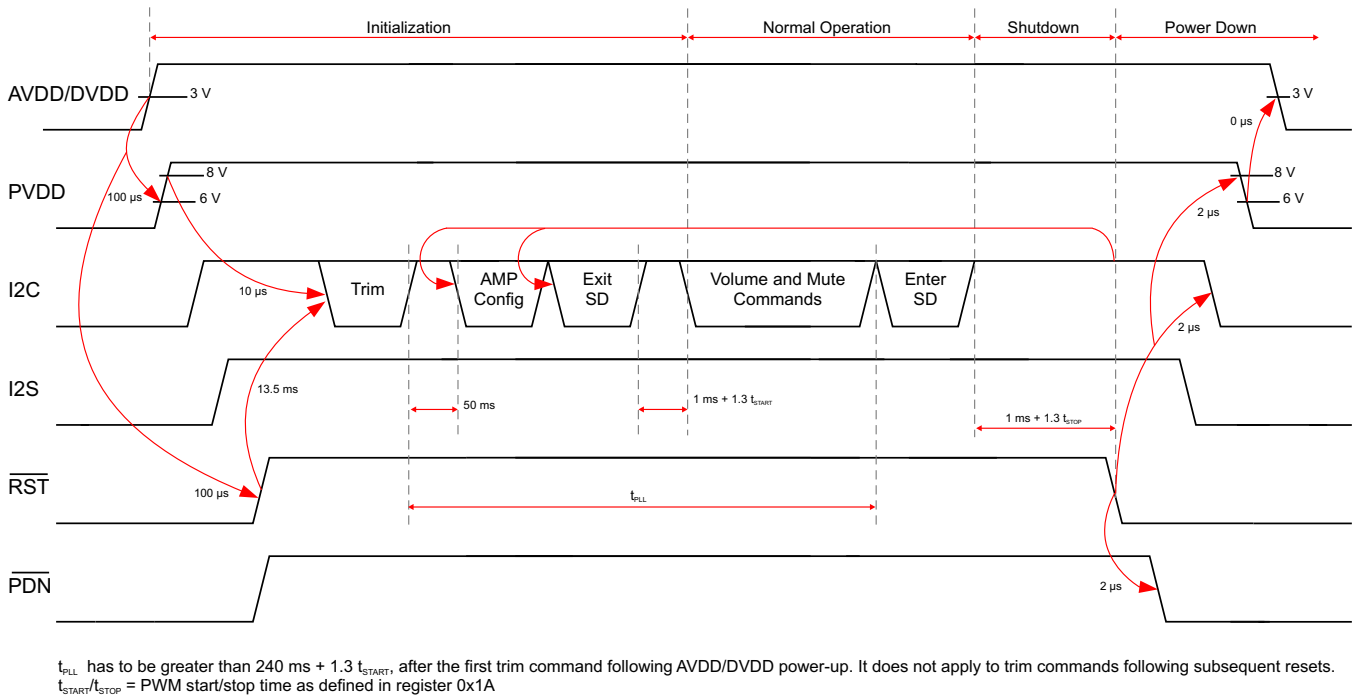 Initialization
Normal Operation
Shutdown
Power Down
AVDD/DVDD
3 V
3 V
0 µs
PVDD
8 V
100 µs
6 V
8 V
6 V
2 µs
I2C
10 µs
Trim
AMP
Config
Exit
SD
Volume and Mute
Commands
Enter
SD
2 µs
I2S
13.5 ms
50 ms
1 ms + 1.3 tSTART
1 ms + 1.3 tSTOP
RST
100 µs
tPLL
PDN
2 µs
tPLL has to be greater than 240 ms + 1.3 tSTART, after the first trim command following AVDD/DVDD power-up. It does not apply to trim commands following subsequent resets.
tSTART/tSTOP = PWM start/stop time as defined in register 0x1A